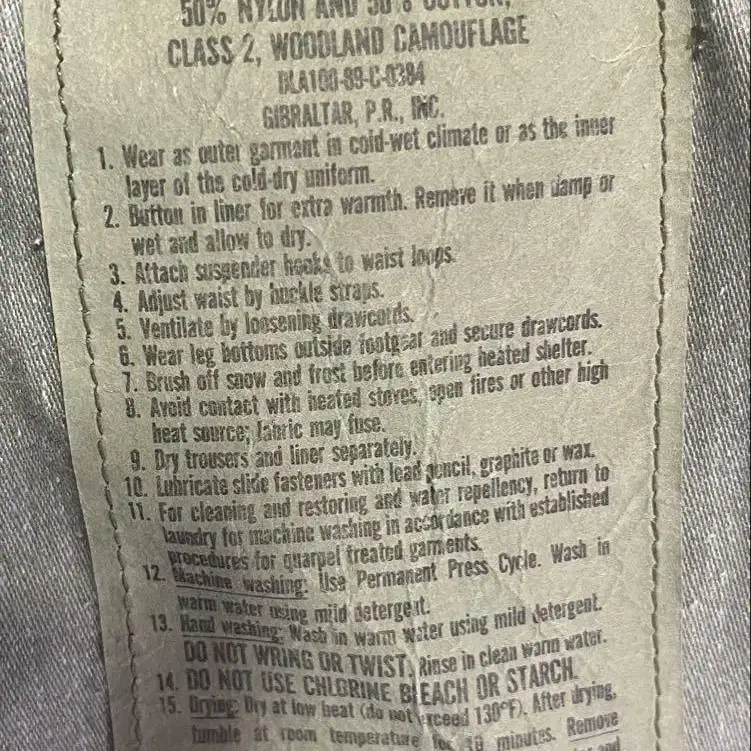 50% NYLON AND 50% COTTON,
CLASS 2, WOODLAND CAMOUFLAGE
DLA100-89-C-0384
GIBRALTAR, P.R., INC.
1. Wear as outer garmant in cold-wet climate or as the inner
layer of the cold-dry uniform.
2. Button in liner for extra warmth. Remove it when damp or
wet and allow to dry.
3. Attach suspender hooks to waist loops.
4. Adjust waist by buckle straps.
5. Ventilate by loosening drawcords.
6. Wear leg bottoms outside footgear and secure drawcords.
7. Brush off snow and frost before entering heated shelter.
8. Avoid contact with heated stoves, open fires or other high
heat source; fabric may fuse.
9. Dry trousers and liner separately.
10. Lubricate slide fasteners with lead pencil, graphite or wax.
11. For cleaning and restoring and water repellency, return to
laundry for machine washing in accordance with established
procedures for quarpel treated garments.
12. Machine washing: Use Permanent Press Cycle. Wash in
warm water using mild detergent.
13. Hand washing: Wash in warm water using mild detergent.
DO NOT WRING OR TWIST. Rinse in clean warm water.
14. DO NOT USE CHLORINE BLEACH OR STARCH.
15. Drying: Dry at low heat (do not exceed 130°F). After drying,
tumble at room temperature for 10 minutes. Remove